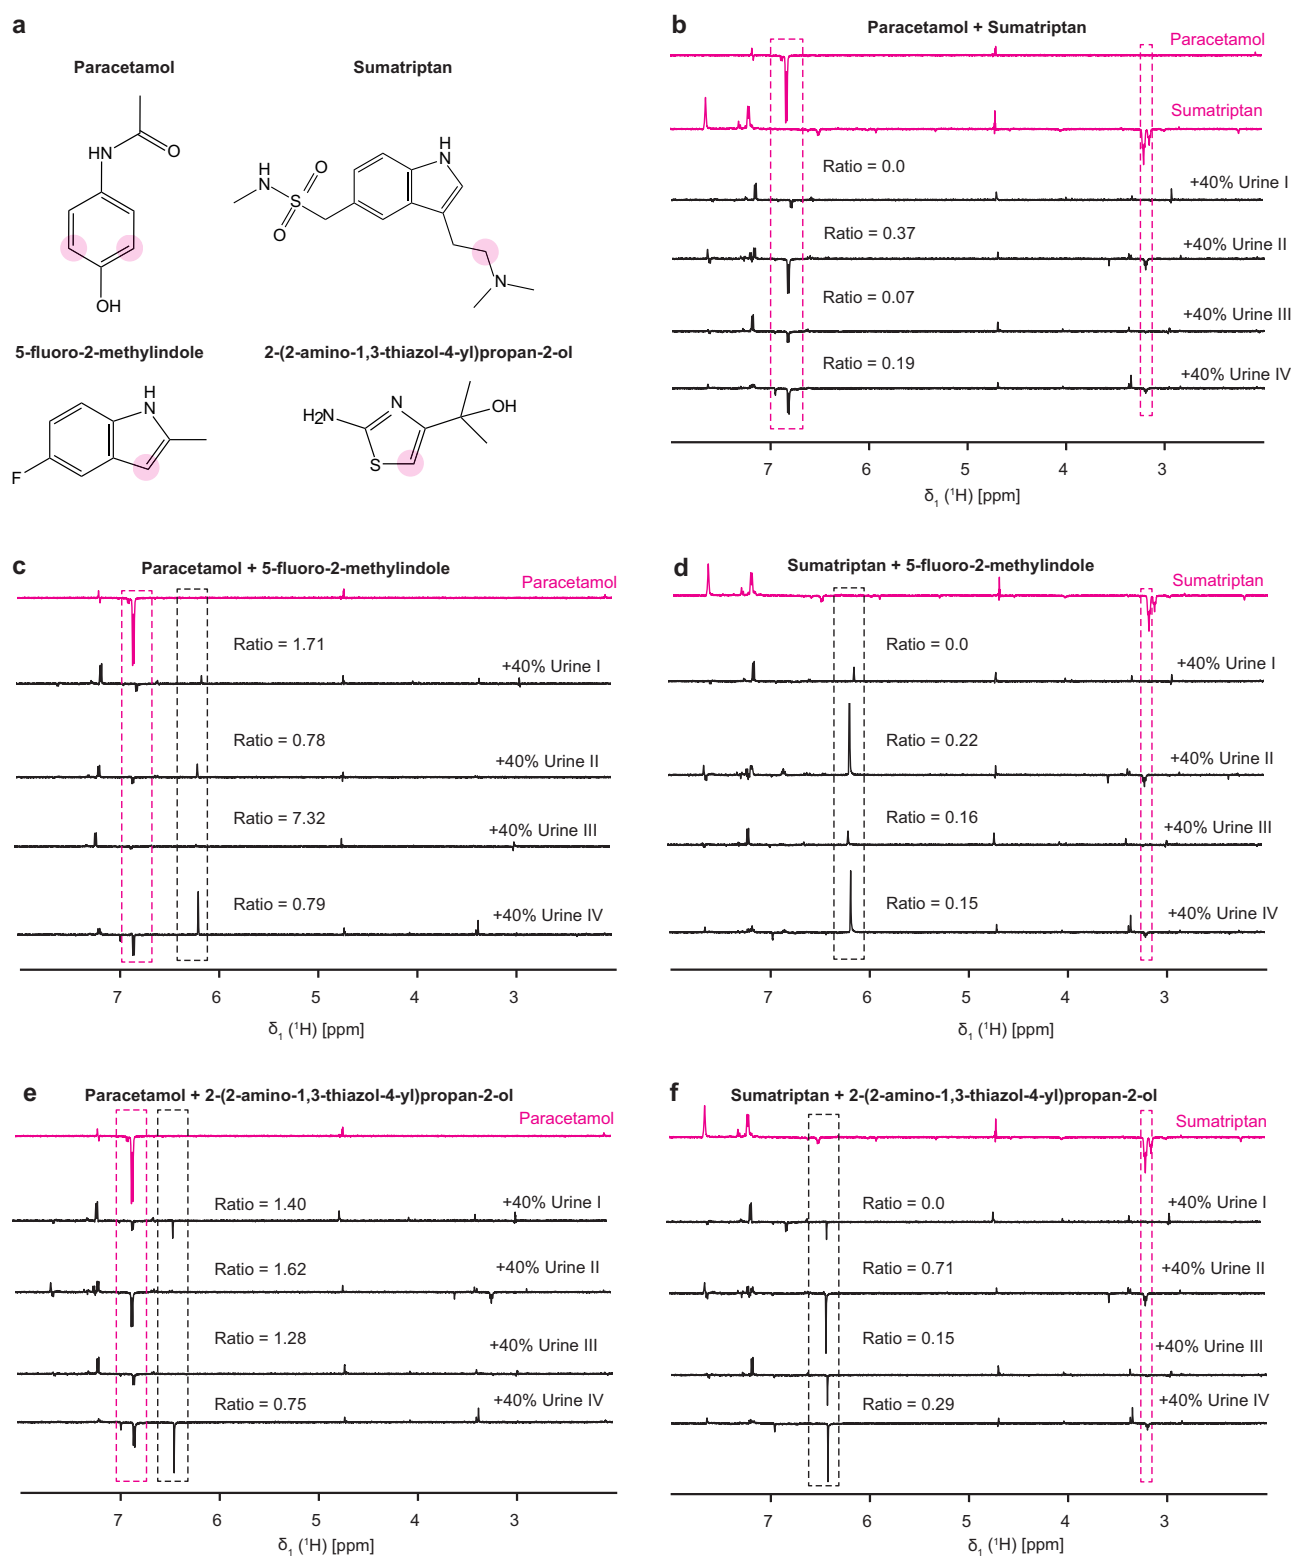 a
Paracetamol
Sumatriptan
HN
O
OH
H
N
S
O
O
H
N
N
5-fluoro-2-methylindole
2-(2-amino-1,3-thiazol-4-yl)propan-2-ol
H
N
F
H2N
N
S
OH
b
Paracetamol + Sumatriptan
Paracetamol
Sumatriptan
Ratio = 0.0
+40% Urine I
Ratio = 0.37
+40% Urine II
Ratio = 0.07
+40% Urine III
Ratio = 0.19
+40% Urine IV
7 6 5 4 3
δ1 (1H) [ppm]
c
Paracetamol + 5-fluoro-2-methylindole
Paracetamol
Ratio = 1.71
+40% Urine I
Ratio = 0.78
+40% Urine II
Ratio = 7.32
+40% Urine III
Ratio = 0.79
+40% Urine IV
7 6 5 4 3
δ1 (1H) [ppm]
d
Sumatriptan + 5-fluoro-2-methylindole
Sumatriptan
Ratio = 0.0
+40% Urine I
Ratio = 0.22
+40% Urine II
Ratio = 0.16
+40% Urine III
Ratio = 0.15
+40% Urine IV
7 6 5 4 3
δ1 (1H) [ppm]
e
Paracetamol + 2-(2-amino-1,3-thiazol-4-yl)propan-2-ol
Paracetamol
Ratio = 1.40
+40% Urine I
Ratio = 1.62
+40% Urine II
Ratio = 1.28
+40% Urine III
Ratio = 0.75
+40% Urine IV
7 6 5 4 3
δ1 (1H) [ppm]
f
Sumatriptan + 2-(2-amino-1,3-thiazol-4-yl)propan-2-ol
Sumatriptan
Ratio = 0.0
+40% Urine I
Ratio = 0.71
+40% Urine II
Ratio = 0.15
+40% Urine III
Ratio = 0.29
+40% Urine IV
7 6 5 4 3
δ1 (1H) [ppm]